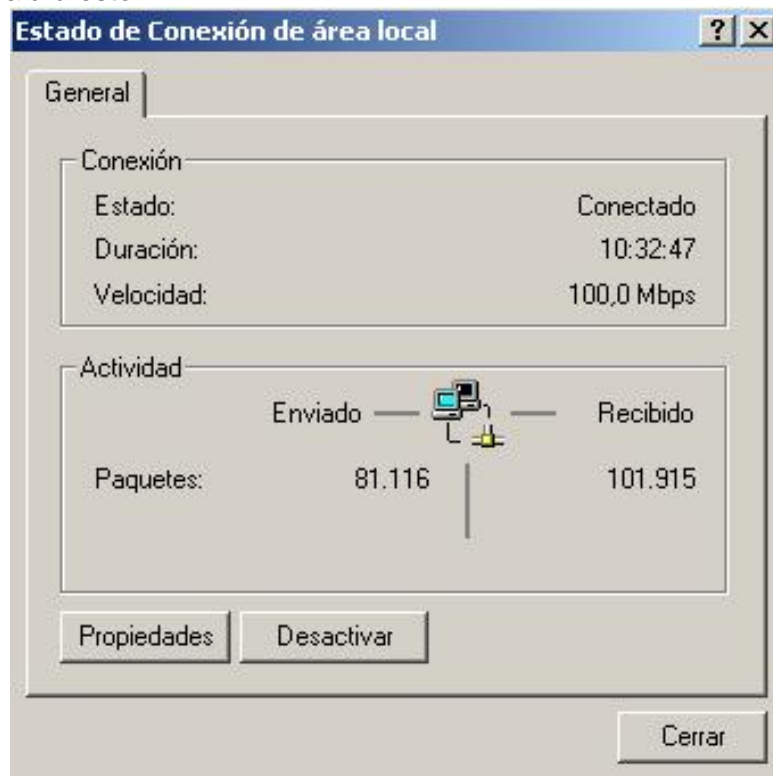 Estado de Conexión de área local
General
Conexión
Estado: Conectado
Duración: 10:32:47
Velocidad: 100,0 Mbps
Actividad
Enviado Recibido
Paquetes: 81.116 101.915
Propiedades Desactivar
Cerrar